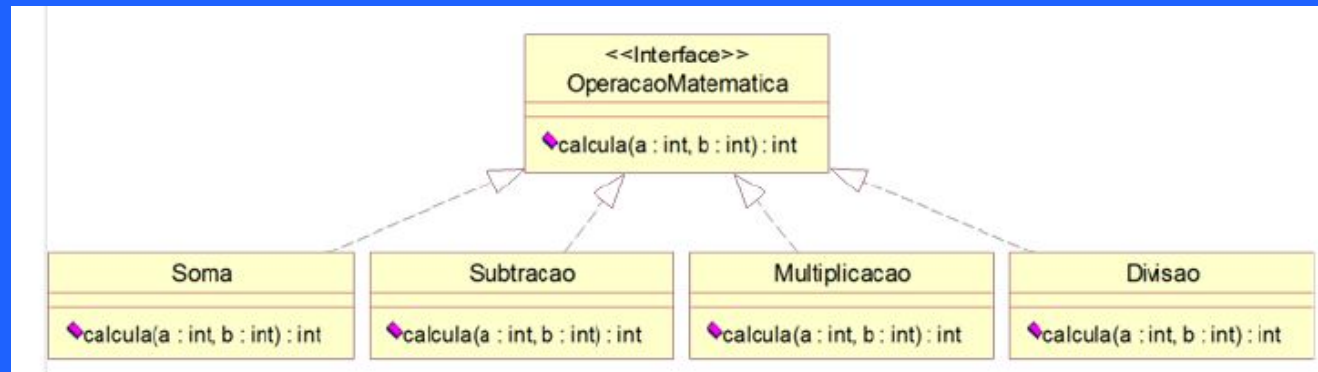 <<Interface>>
OperacaoMatematica
calcula(a : int, b : int) : int
Soma
calcula(a : int, b : int) : int
Subtracao
calcula(a : int, b : int) : int
Multiplicacao
calcula(a : int, b : int) : int
Divisao
calcula(a : int, b : int) : int